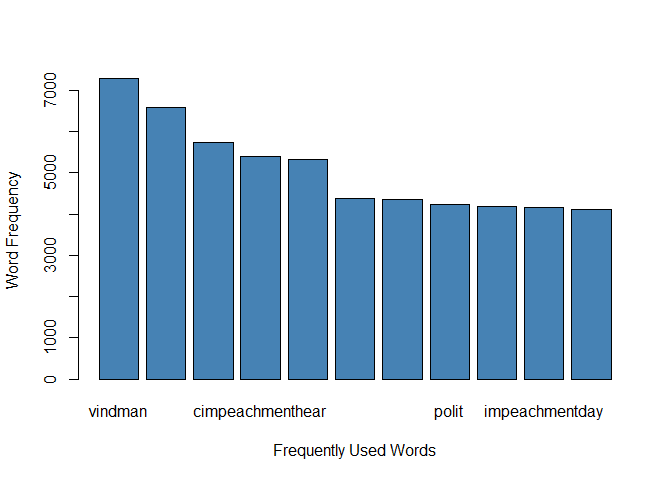 7000
5000
3000
1000
0
Word Frequency
vindman cimpeachmenthear polit impeachmentday
Frequently Used Words